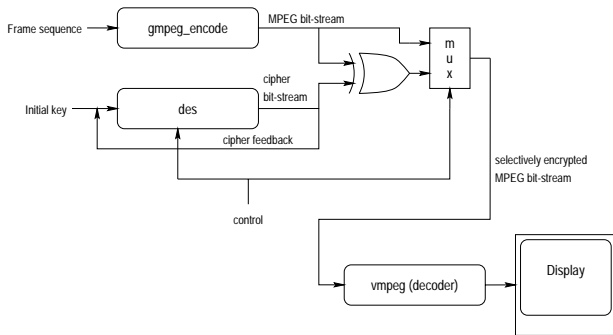 MPEG bit-stream
Frame sequence
gmpeg_encode
m
u
x
cipher
bit-stream
Initial key
des
cipher feedback
selectively encrypted
MPEG bit-stream
control
vmpeg (decoder)
Display